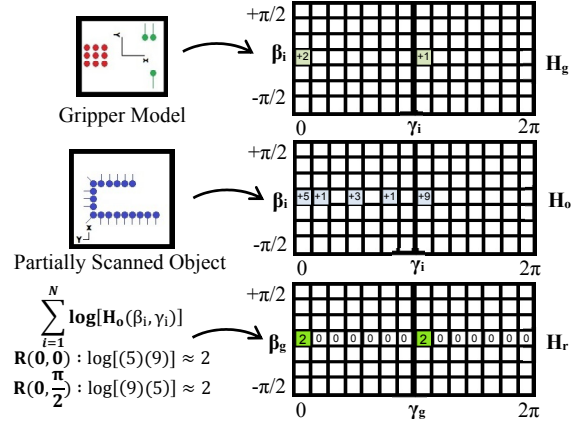 +π/2
βi
+2
+1
Hg
-π/2
0
γi
2π
Y
X
Gripper Model
+π/2
βi
+5 +1 +3 +1 +9
Ho
-π/2
0
γi
2π
X
Y
Partially Scanned Object
N
∑ log[Ho(βi,γi)]
i=1
R(0,0) : log[(5)(9)] ≈ 2
R(0,π/2) : log[(9)(5)] ≈ 2
+π/2
βg
2 0 0 0 0 0 0 2 0 0 0 0 0 0
Hr
-π/2
0
γg
2π